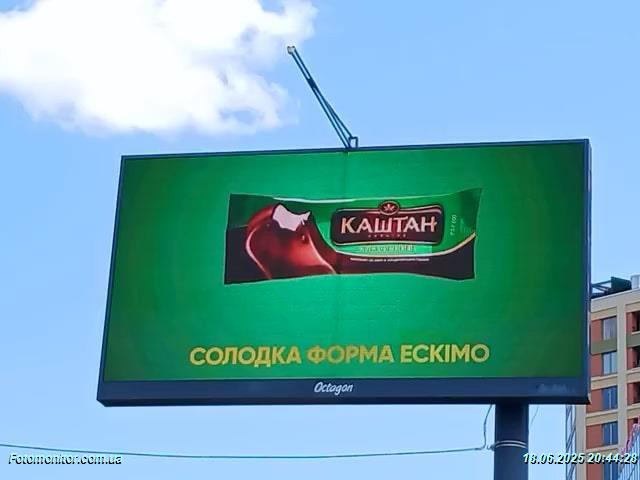 КАШТАН
СОЛОДКА ФОРМА ЕСКІМО
Octagon
Fotomonitor.com.ua
18.06.2025 20:44:28